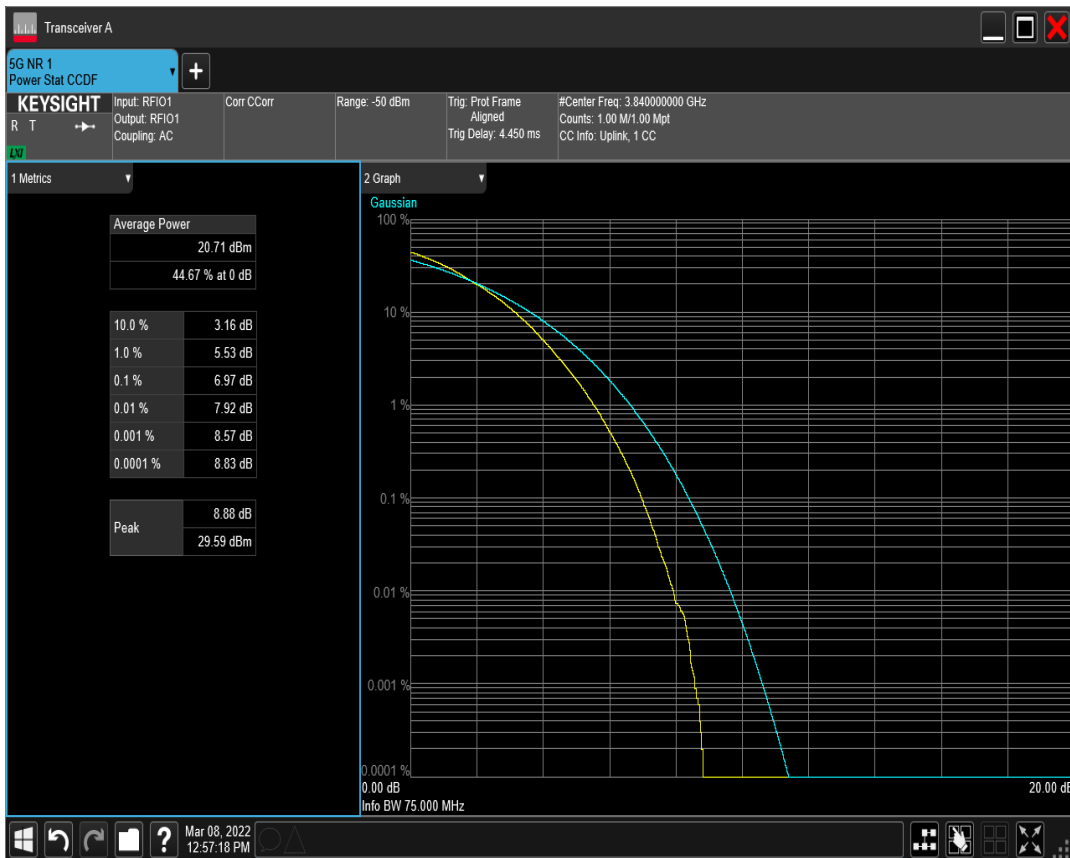 Transceiver A
5G NR 1
Power Stat CCDF
+
KEYSIGHT
R T
LXI
Input: RFIO1
Output: RFIO1
Coupling: AC
Corr CCorr
Range: -50 dBm
Trig: Prot Frame
Aligned
Trig Delay: 4.450 ms
#Center Freq: 3.840000000 GHz
Counts: 1.00 M/1.00 Mpt
CC Info: Uplink, 1 CC
1 Metrics
Average Power
20.71 dBm
44.67 % at 0 dB
10.0 % 3.16 dB
1.0 % 5.53 dB
0.1 % 6.97 dB
0.01 % 7.92 dB
0.001 % 8.57 dB
0.0001 % 8.83 dB
Peak 8.88 dB
29.59 dBm
2 Graph
Gaussian
100 %
10 %
1 %
0.1 %
0.01 %
0.001 %
0.0001 %
0.00 dB 20.00 dB
Info BW 75.000 MHz
?
Mar 08, 2022
12:57:18 PM